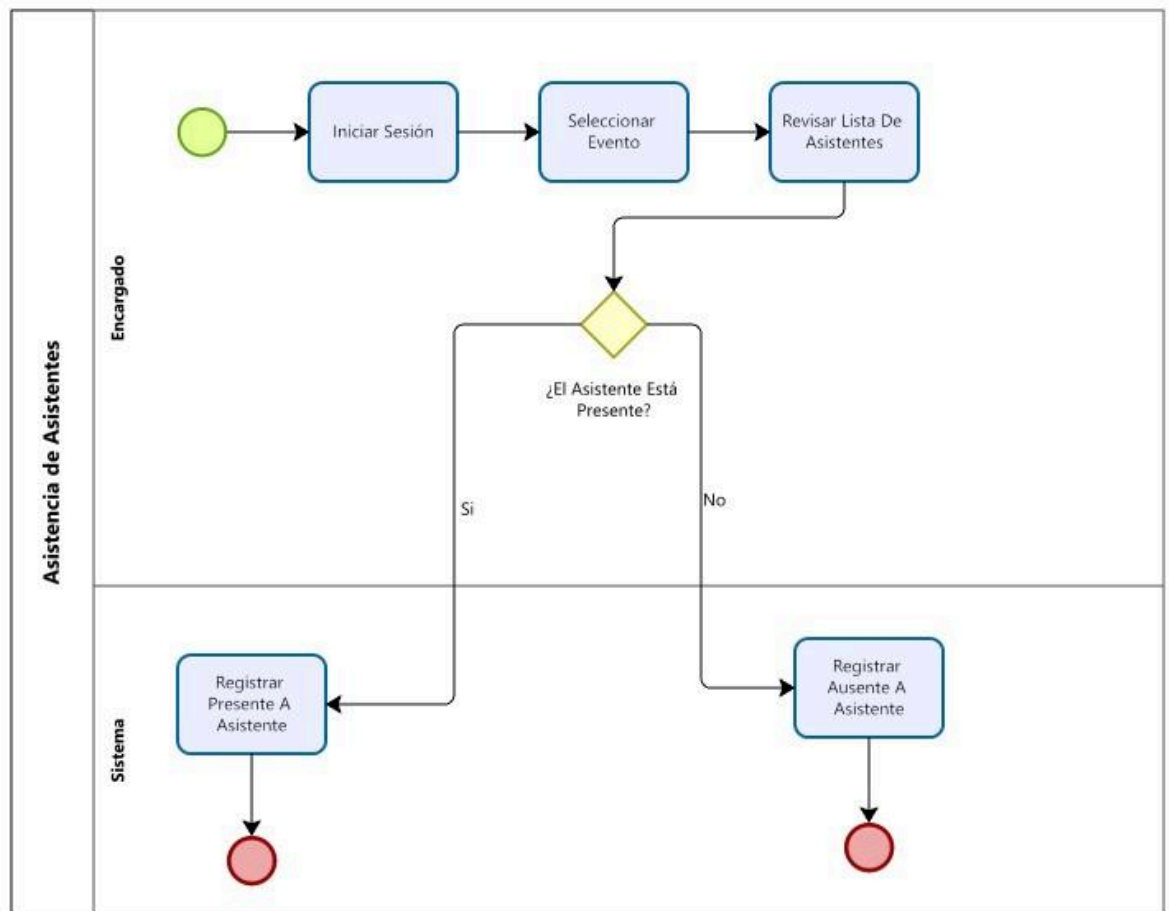 Asistencia de Asistentes
Encargado
Iniciar Sesión
Seleccionar
Evento
Revisar Lista De
Asistentes
¿El Asistente Está
Presente?
Si
No
Sistema
Registrar
Presente A
Asistente
Registrar
Ausente A
Asistente